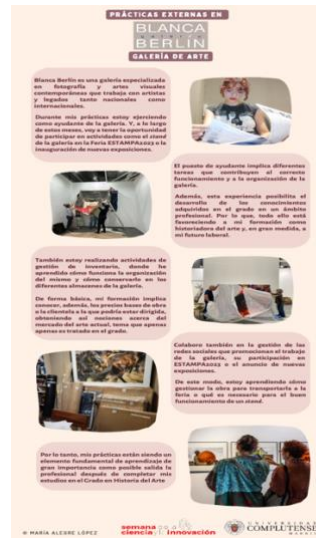 PRÁCTICAS EXTERNAS EN
BLANCA
BERLÍN
GALERÍA DE ARTE
Blanca Berlín es una galería especializada
en fotografía y artes visuales
contemporáneas que trabaja con artistas
y legados tanto nacionales como
internacionales.
Durante mis prácticas estoy ejerciendo
como ayudante de la galería. Y, a lo largo
de estos meses, voy a tener la oportunidad
de participar en actividades como el stand
de la galería en la Feria ESTAMPA2023 o la
inauguración de nuevas exposiciones.
El puesto de ayudante implica diferentes
tareas que contribuyen al correcto
funcionamiento y a la organización de la
galería.
Además, esta experiencia posibilita el
desarrollo de los conocimientos
adquiridos en el grado en un ámbito
profesional. Por lo que, todo ello está
favoreciendo a mi formación como
historiadora del arte y, en gran medida, a
mi futuro laboral.
También estoy realizando actividades de
gestión de inventario, donde he
aprendido cómo funciona la organización
del mismo y cómo conservarlo en los
diferentes almacenes de la galería.
De forma básica, mi formación implica
conocer, además, los precios bases de obra
o la clientela a la que podría estar dirigida,
obteniendo así nociones acerca del
mercado del arte actual, tema que apenas
apenas es tratado en el grado.
Colaboro también en la gestión de las
redes sociales que promocionan el trabajo
de la galería, su participación en
ESTAMPA2023 o el anuncio de nuevas
exposiciones.
De este modo, estoy aprendiendo cómo
gestionar la obra para transportarla a la
feria o qué es necesario para el buen
funcionamiento de un stand.
Por lo tanto, mis prácticas están siendo un
elemento fundamental de aprendizaje de
gran importancia como posible salida la
profesional después de completar mis
estudios en el Grado en Historia del Arte
© MARÍA ALEXRE LÓPEZ
semana
ciencia innovación
UNIVERSIDAD
COMPLUTENSE
MADRID